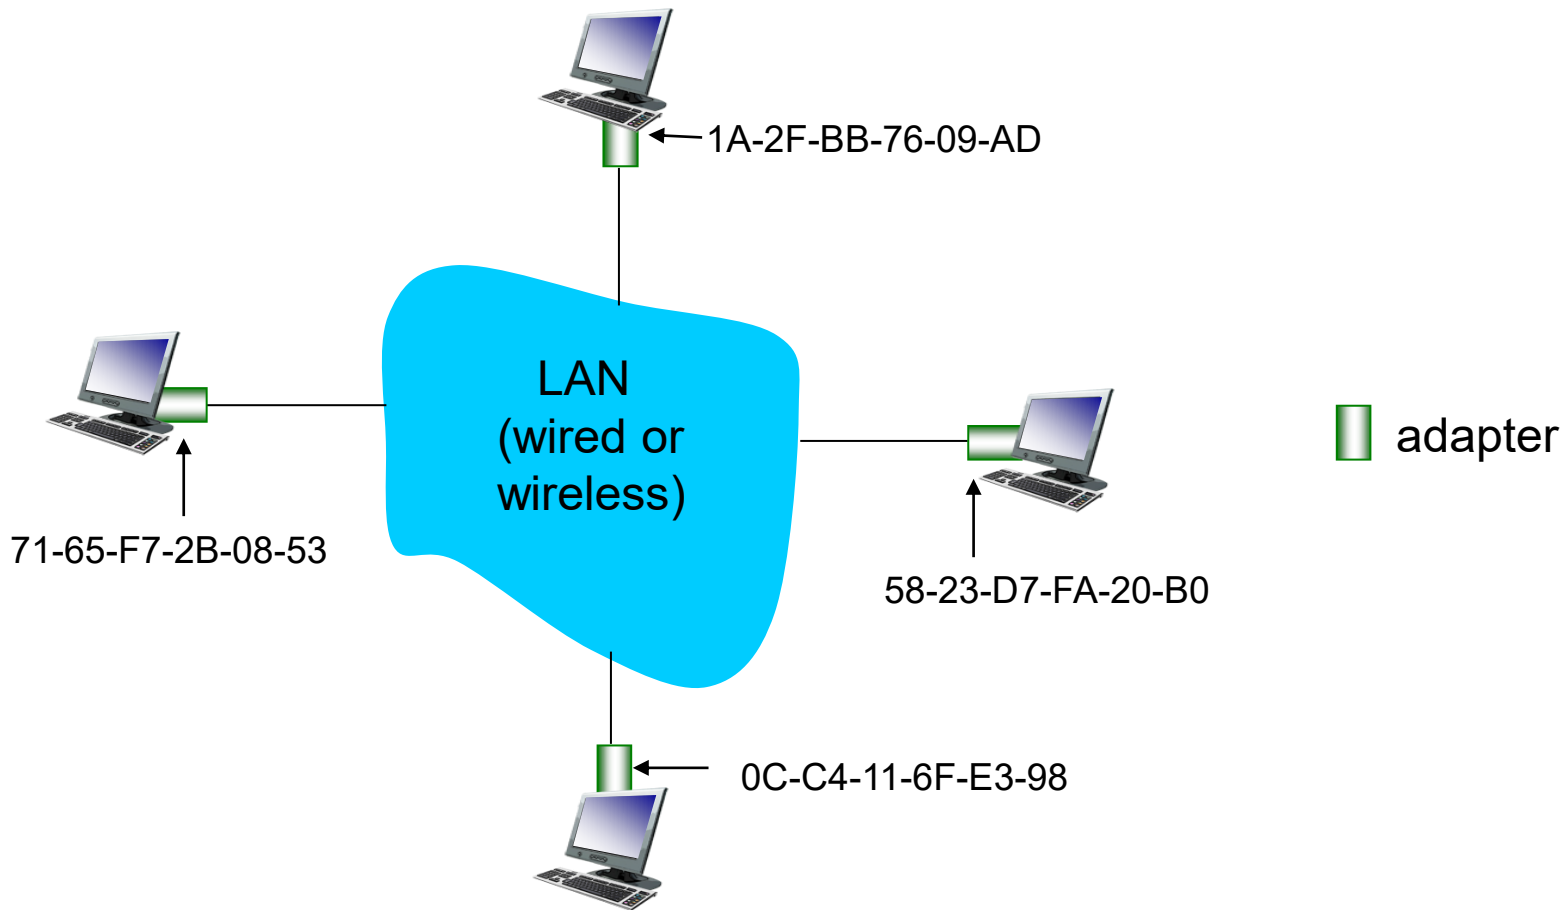 1A-2F-BB-76-09-AD
LAN
(wired or
wireless)
adapter
71-65-F7-2B-08-53
58-23-D7-FA-20-B0
0C-C4-11-6F-E3-98